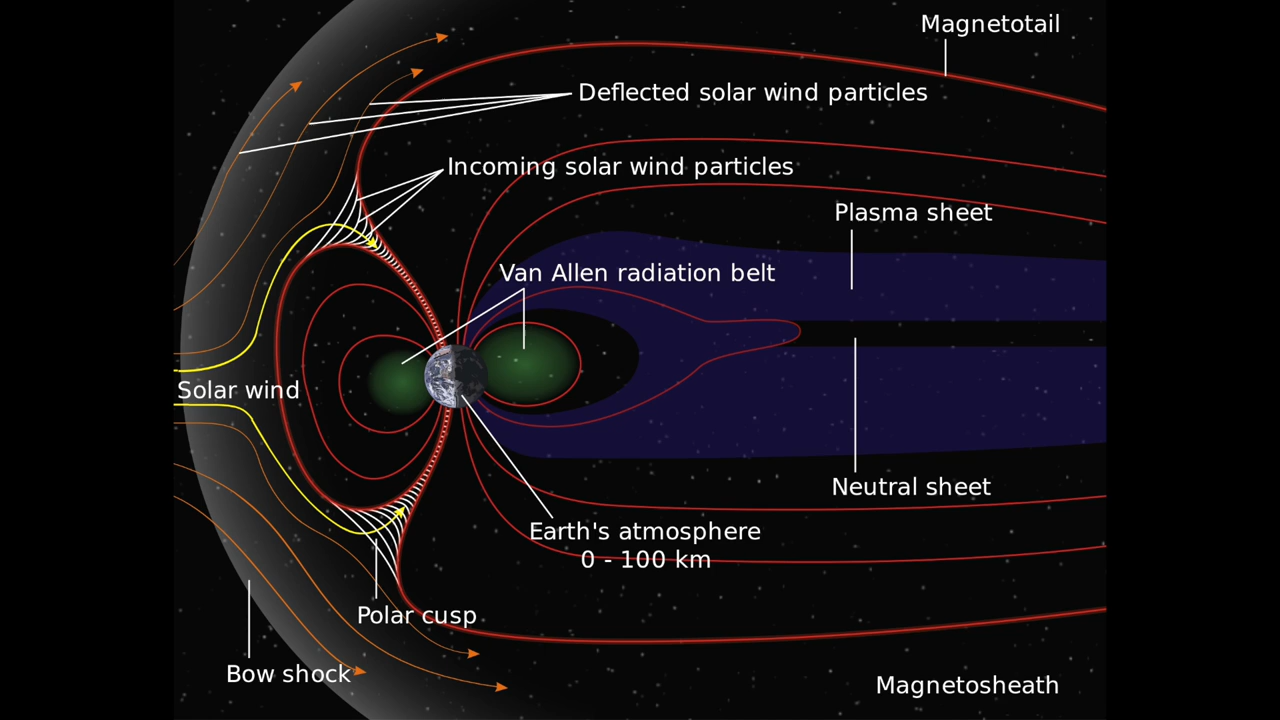 Magnetotail
Deflected solar wind particles
Incoming solar wind particles
Plasma sheet
Van Allen radiation belt
Solar wind
Neutral sheet
Earth's atmosphere
0 - 100 km
Polar cusp
Bow shock
Magnetosheath